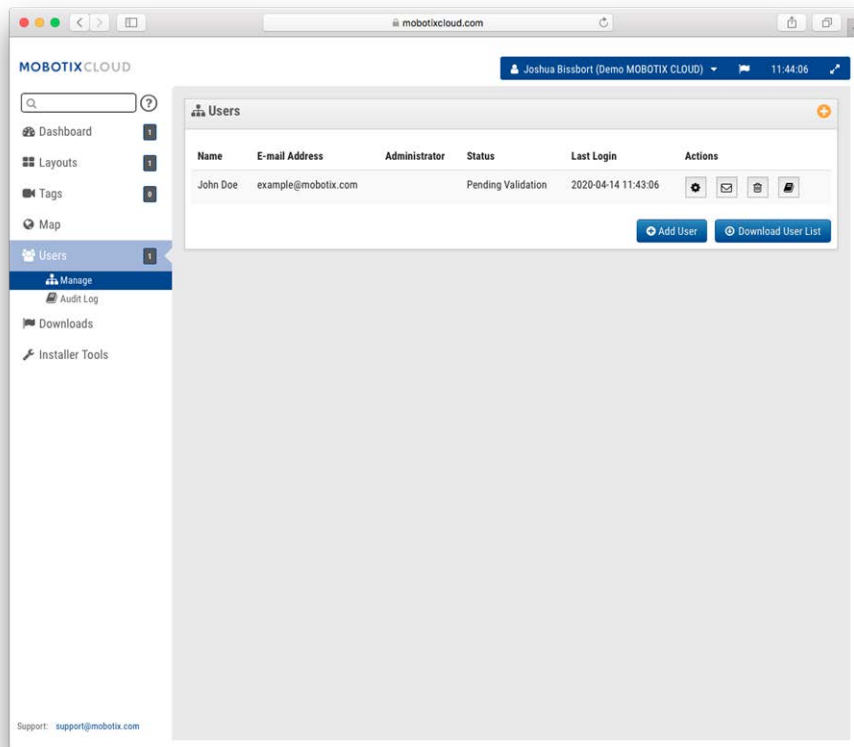 mobotixcloud.com
MOBOTIXCLOUD
Joshua Bissbort (Demo MOBOTIX CLOUD) 11:44:06
?
Dashboard 1
Layouts 1
Tags 0
Map
Users 1
Manage
Audit Log
Downloads
Installer Tools
Users
Name E-mail Address Administrator Status Last Login Actions
John Doe example@mobotix.com Pending Validation 2020-04-14 11:43:06
Add User Download User List
Support: support@mobotix.com